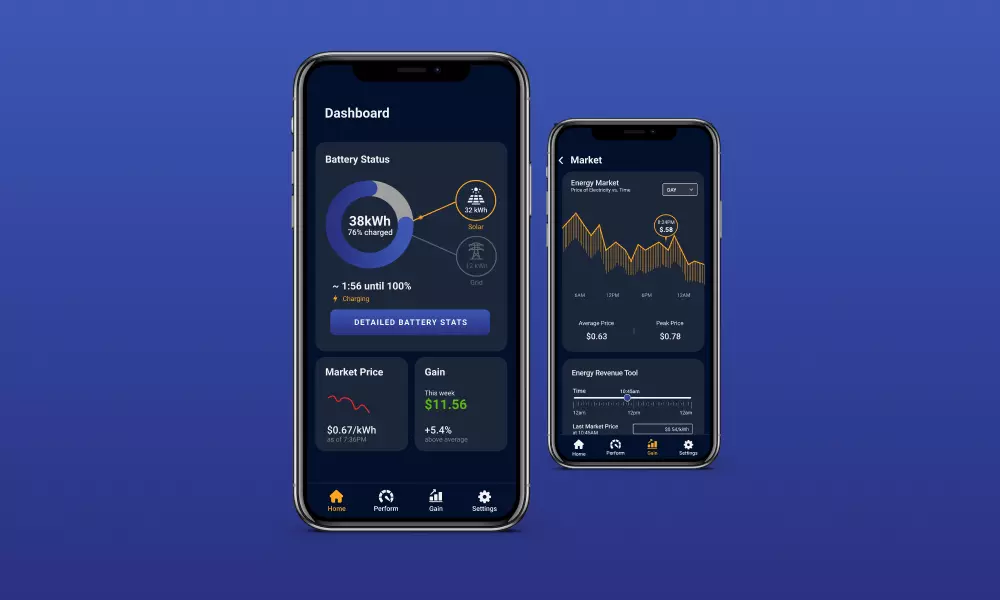 Dashboard
Battery Status
38kWh
76% charged
32 kWh
Solar
12 kWh
Grid
~ 1:56 until 100%
Charging
DETAILED BATTERY STATS
Market Price
$0.67/kWh
as of 7:36PM
Gain
This week
$11.56
+5.4%
above average
Home
Perform
Gain
Settings
Market
Energy Market
Price of Electricity vs. Time
DAY
8:24PM
$.58
6AM
12PM
6PM
12AM
Average Price
$0.63
Peak Price
$0.78
Energy Revenue Tool
Time
10:45am
12am
12pm
12am
Last Market Price
at 10:45AM
$0.54/kWh
Home
Perform
Gain
Settings